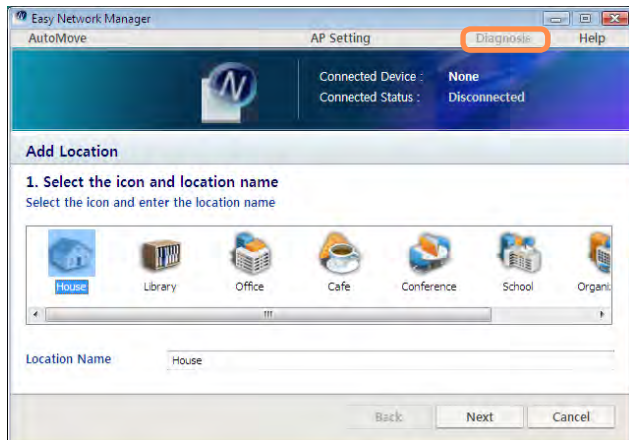 Easy Network Manager
AutoMove AP Setting Diagnosis Help
Connected Device : None
Connected Status : Disconnected
Add Location
1. Select the icon and location name
Select the icon and enter the location name
House Library Office Cafe Conference School Organi
Location Name House
Back Next Cancel